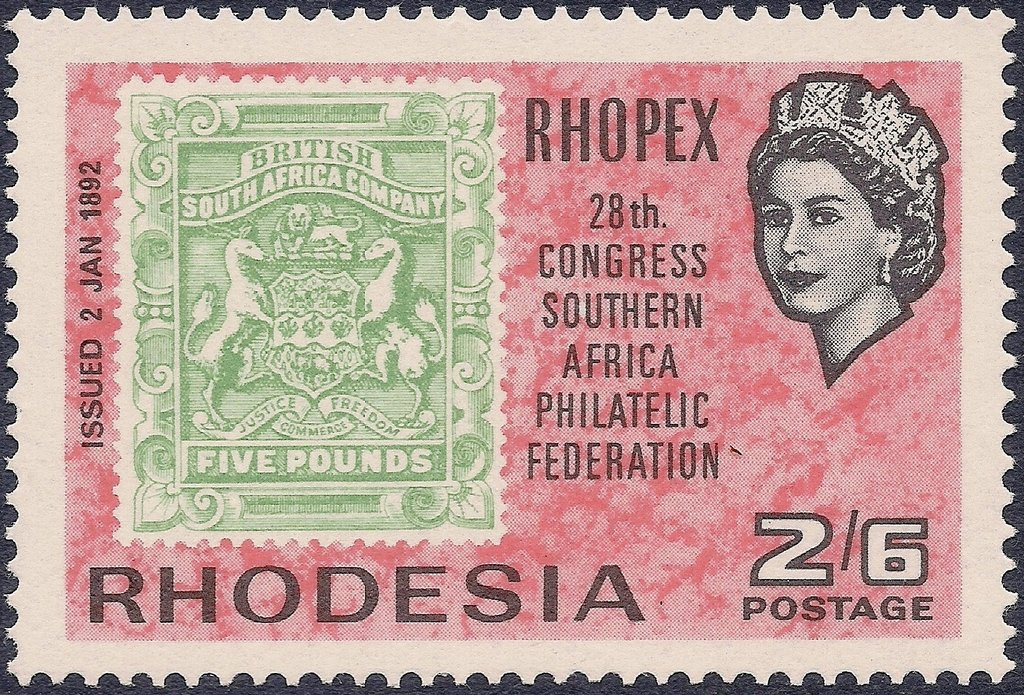 ISSUED 2 JAN 1892
BRITISH
SOUTH AFRICA COMPANY
JUSTICE FREEDOM
COMMERCE
FIVE POUNDS
RHOPEX
28th.
CONGRESS
SOUTHERN
AFRICA
PHILATELIC
FEDERATION
RHODESIA
2/6
POSTAGE